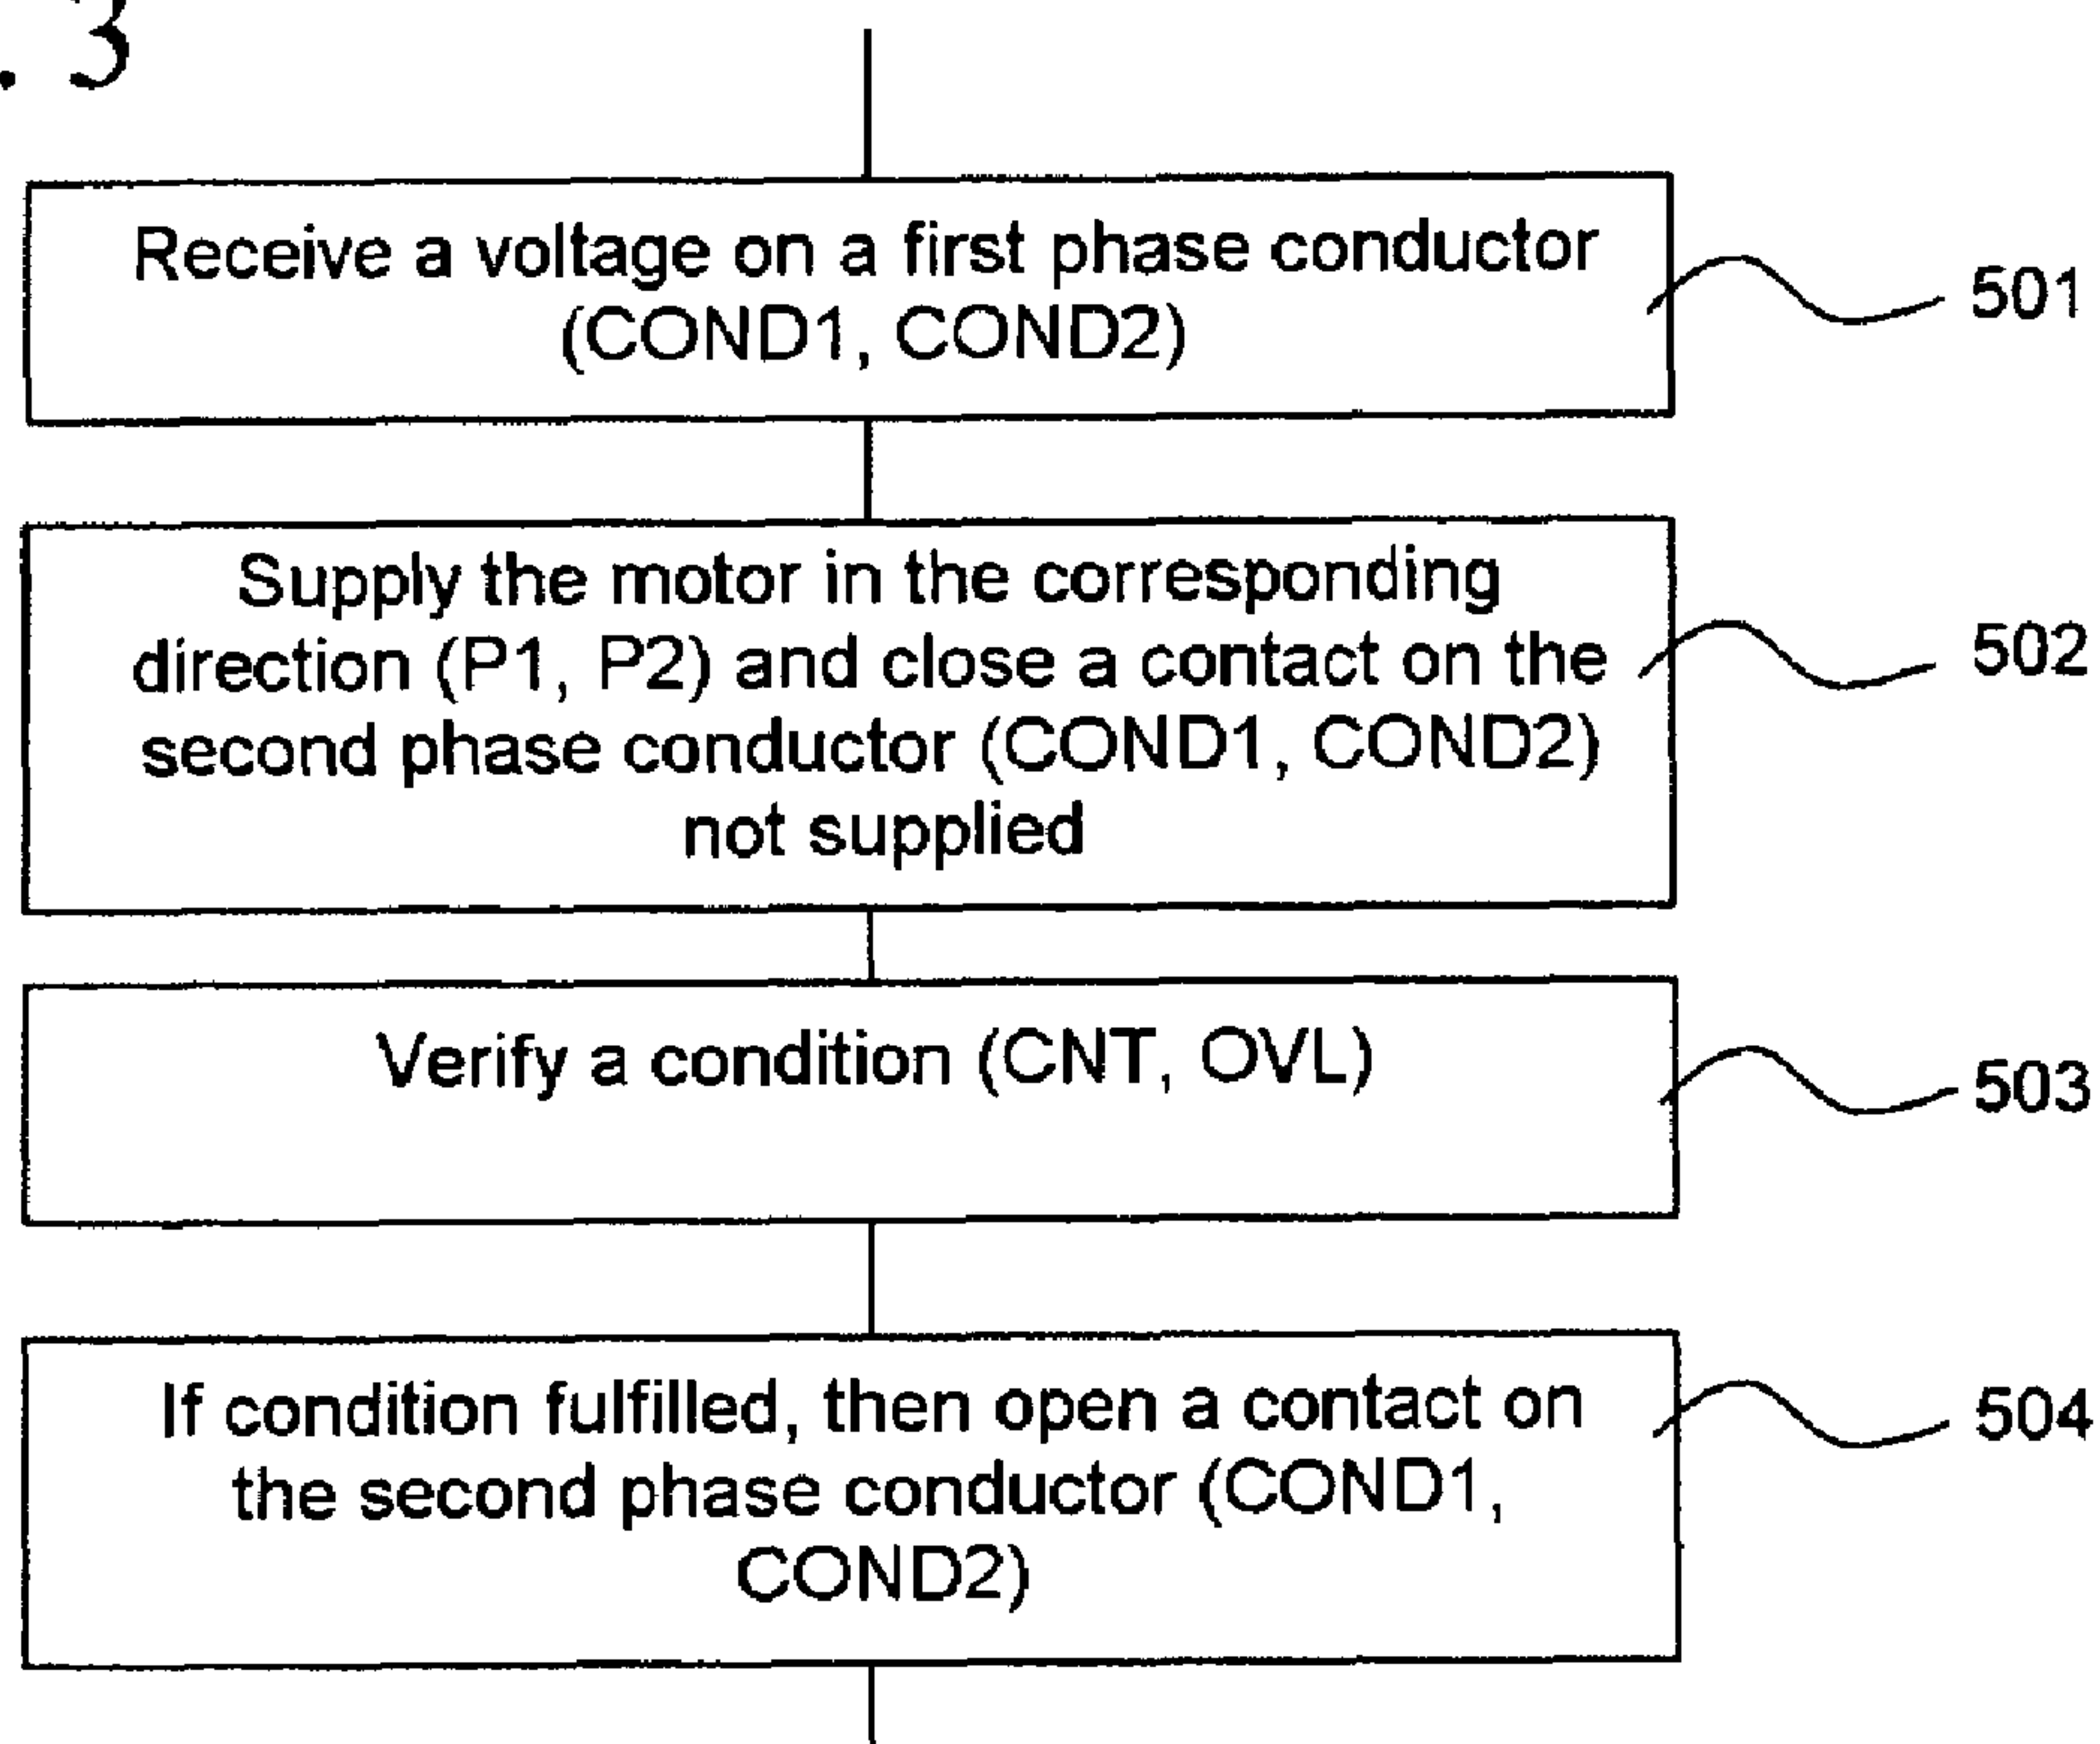 . 3
Receive a voltage on a first phase conductor
(COND1, COND2)
501
Supply the motor in the corresponding
direction (P1, P2) and close a contact on the
second phase conductor (COND1, COND2)
not supplied
502
Verify a condition (CNT, OVL)
503
If condition fulfilled, then open a contact on
the second phase conductor (COND1,
COND2)
504